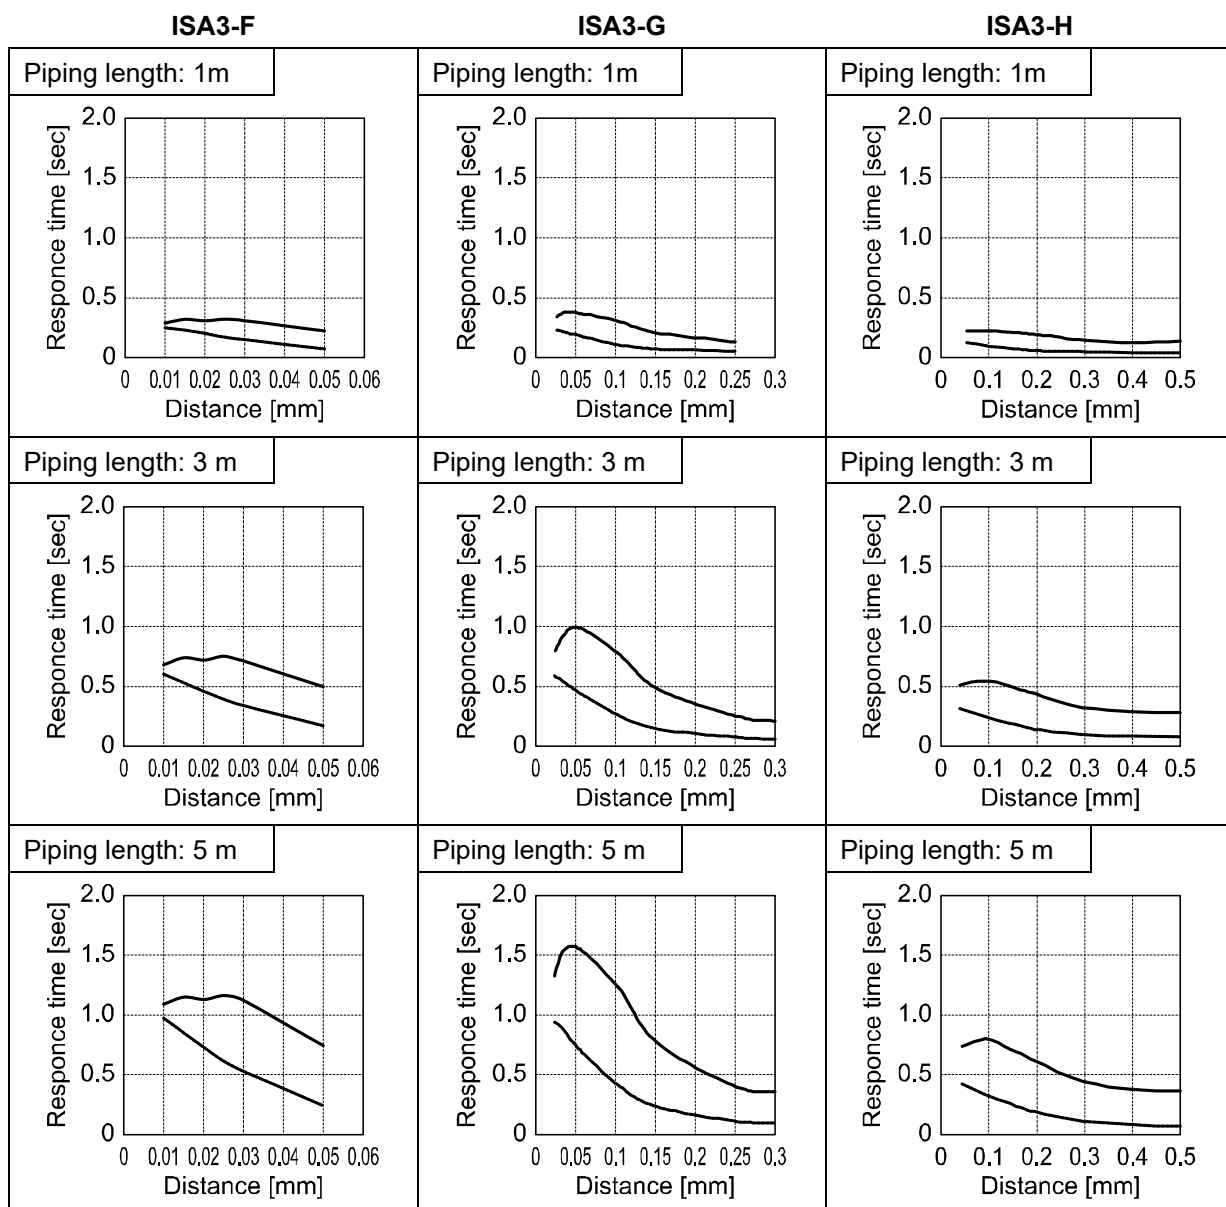 ISA3-F
ISA3-G
ISA3-H
Piping length: 1m
Piping length: 1m
Piping length: 1m
Responce time [sec]
2.0
1.5
1.0
0.5
0
0 0.01 0.02 0.03 0.04 0.05 0.06
Distance [mm]
Responce time [sec]
2.0
1.5
1.0
0.5
0
0 0.05 0.1 0.15 0.2 0.25 0.3
Distance [mm]
Responce time [sec]
2.0
1.5
1.0
0.5
0
0 0.1 0.2 0.3 0.4 0.5
Distance [mm]
Piping length: 3 m
Piping length: 3 m
Piping length: 3 m
Responce time [sec]
2.0
1.5
1.0
0.5
0
0 0.01 0.02 0.03 0.04 0.05 0.06
Distance [mm]
Responce time [sec]
2.0
1.5
1.0
0.5
0
0 0.05 0.1 0.15 0.2 0.25 0.3
Distance [mm]
Responce time [sec]
2.0
1.5
1.0
0.5
0
0 0.1 0.2 0.3 0.4 0.5
Distance [mm]
Piping length: 5 m
Piping length: 5 m
Piping length: 5 m
Responce time [sec]
2.0
1.5
1.0
0.5
0
0 0.01 0.02 0.03 0.04 0.05 0.06
Distance [mm]
Responce time [sec]
2.0
1.5
1.0
0.5
0
0 0.05 0.1 0.15 0.2 0.25 0.3
Distance [mm]
Responce time [sec]
2.0
1.5
1.0
0.5
0
0 0.1 0.2 0.3 0.4 0.5
Distance [mm]